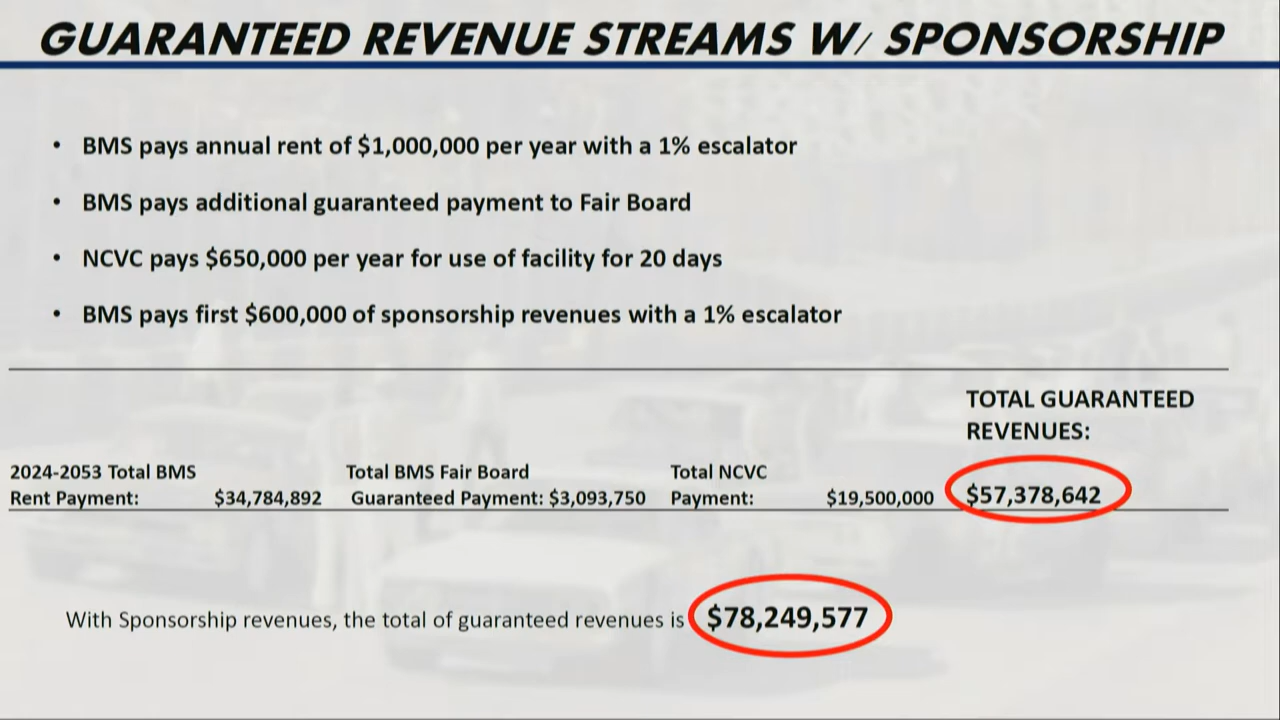 GUARANTEED REVENUE STREAMS W/ SPONSORSHIP
• BMS pays annual rent of $1,000,000 per year with a 1% escalator
• BMS pays additional guaranteed payment to Fair Board
• NCVC pays $650,000 per year for use of facility for 20 days
• BMS pays first $600,000 of sponsorship revenues with a 1% escalator
TOTAL GUARANTEED
REVENUES:
2024-2053 Total BMS Total BMS Fair Board Total NCVC
Rent Payment: $34,784,892 Guaranteed Payment: $3,093,750 Payment: $19,500,000 $57,378,642
With Sponsorship revenues, the total of guaranteed revenues is $78,249,577